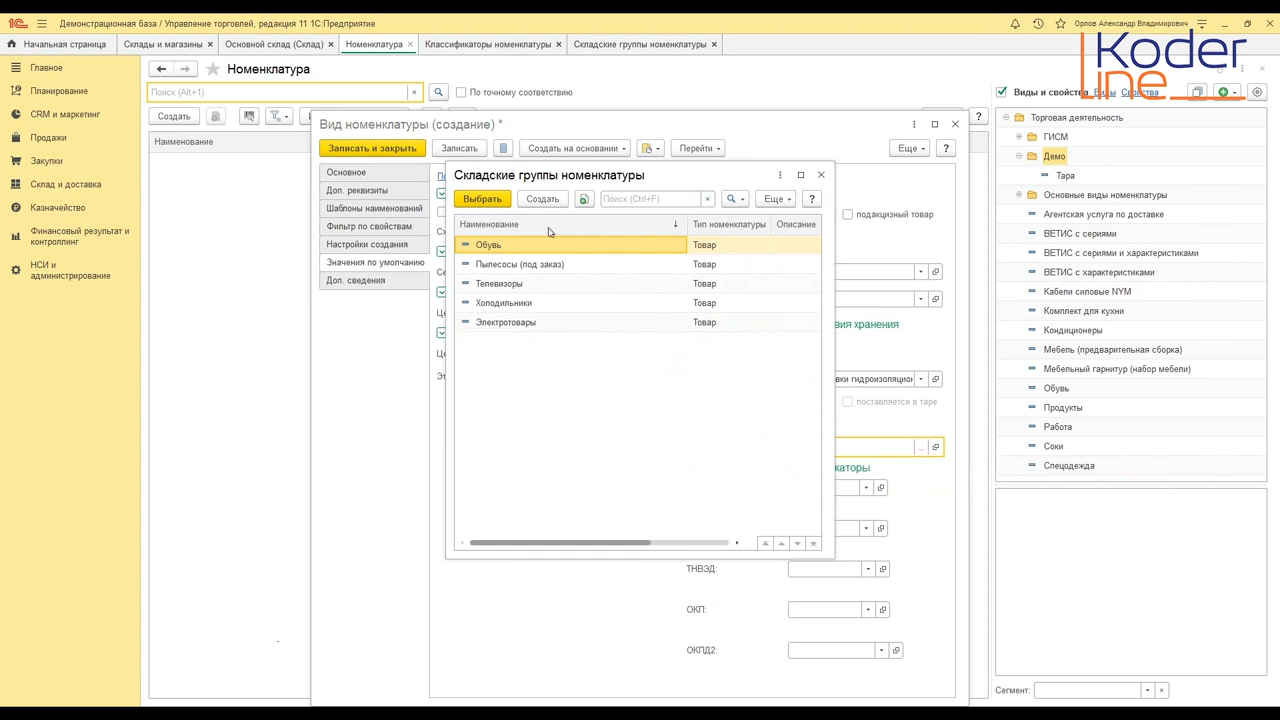 Демонстрационная база / Управление торговлей, редакция 11 1С:Предприятие
Орлов Александр Владимирович
Начальная страница
Склады и магазины
Основной склад (Склад)
Номенклатура
Классификаторы номенклатуры
Складские группы номенклатуры
Koder
line
Главное
Планирование
CRM и маркетинг
Продажи
Закупки
Склад и доставка
Казначейство
Финансовый результат и
контроллинг
НСИ и
администрирование
Номенклатура
Поиск (Alt+1)
По точному соответствию
Создать
?
Наименование
Вид номенклатуры (создание) *
Записать и закрыть
Записать
Создать на основании
Перейти
Еще
?
Основное
Доп. реквизиты
Шаблоны наименований
Фильтр по свойствам
Настройки создания
Значения по умолчанию
Доп. сведения
подакцизный товар
вия хранения
вки гидроизоляцион
поставляется в таре
каторы
ТНВЭД:
ОКП:
ОКПД2:
Складские группы номенклатуры
Выбрать
Создать
Поиск (Ctrl+F)
Еще
?
Наименование
Тип номенклатуры
Описание
Обувь
Товар
Пылесосы (под заказ)
Товар
Телевизоры
Товар
Холодильники
Товар
Электротовары
Товар
Виды и свойства
Виды
Свойства
Торговая деятельность
ГИСМ
Демо
Тара
Основные виды номенклатуры
Агентская услуга по доставке
ВЕТИС с сериями
ВЕТИС с сериями и характеристиками
ВЕТИС с характеристиками
Кабели силовые NYM
Комплект для кухни
Кондиционеры
Мебель (предварительная сборка)
Мебельный гарнитур (набор мебели)
Обувь
Продукты
Работа
Соки
Спецодежда
Сегмент: